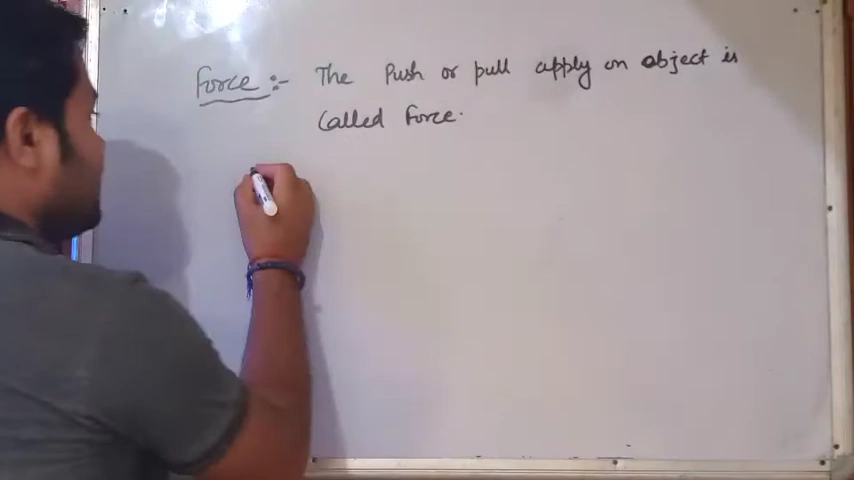 Force :- The Push or pull apply on object is
Called Force.